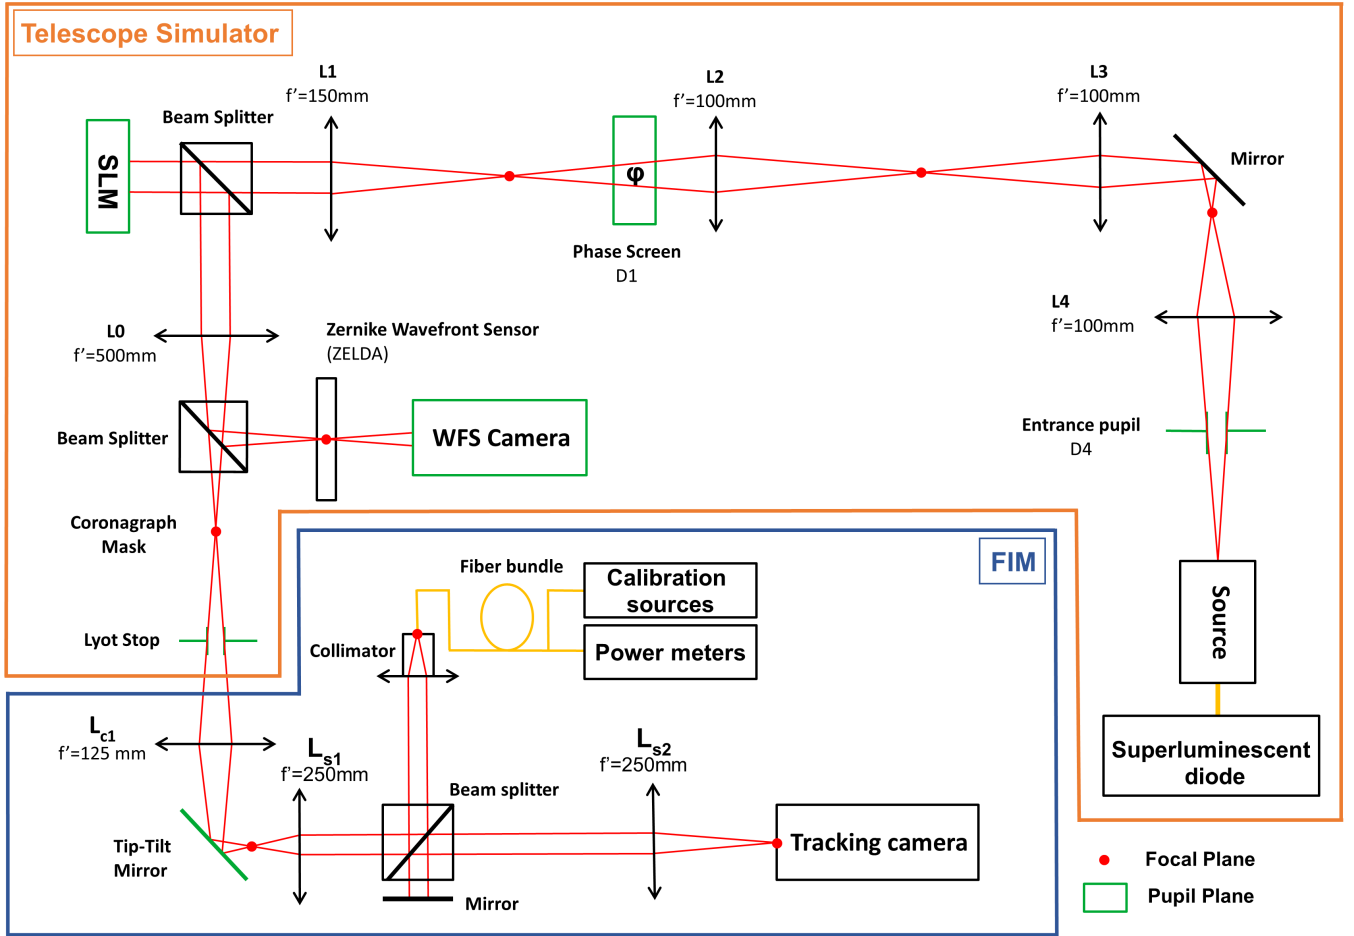 Telescope Simulator
L1
f’=150mm
L2
f’=100mm
L3
f’=100mm
Beam Splitter
SLM
φ
Mirror
Phase Screen
D1
L4
f’=100mm
L0
f’=500mm
Zernike Wavefront Sensor
(ZELDA)
Beam Splitter
WFS Camera
Entrance pupil
D4
Coronagraph
Mask
FIM
Fiber bundle
Calibration
sources
Power meters
Source
Lyot Stop
Collimator
Lc1
f’=125 mm
Ls1
f’=250mm
Ls2
f’=250mm
Superluminescent
diode
Beam splitter
Tip-Tilt
Mirror
Tracking camera
Mirror
Focal Plane
Pupil Plane